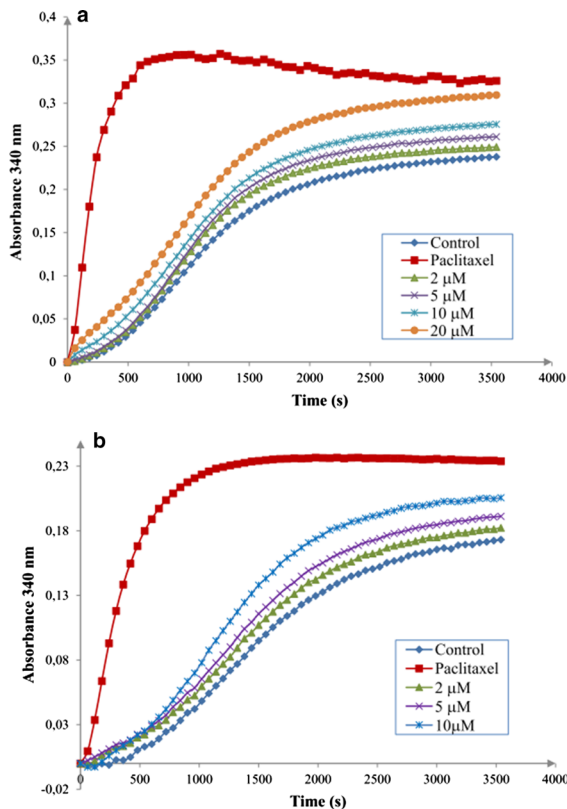 a
0,4
0,35
0,3
0,25
0,2
0,15
0,1
0,05
0
Absorbance 340 nm
Control
Paclitaxel
2 µM
5 µM
10 µM
20 µM
0 500 1000 1500 2000 2500 3000 3500 4000
Time (s)
b
0,23
0,18
0,13
0,08
0,03
-0,02
Absorbance 340 nm
Control
Paclitaxel
2 µM
5 µM
10µM
0 500 1000 1500 2000 2500 3000 3500 4000
Time (s)